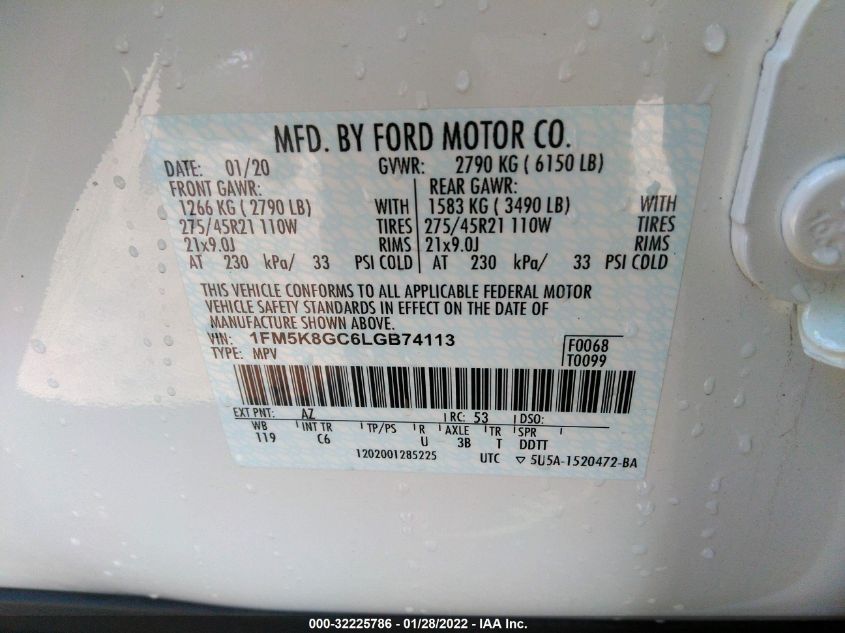 MFD. BY FORD MOTOR CO.
DATE: 01/20 GVWR: 2790 KG ( 6150 LB)
FRONT GAWR: REAR GAWR:
1266 KG ( 2790 LB) WITH 1583 KG ( 3490 LB) WITH
275/45R21 110W TIRES 275/45R21 110W TIRES
21x9.0J RIMS 21x9.0J RIMS
AT 230 kPa/ 33 PSI COLD AT 230 kPa/ 33 PSI COLD
THIS VEHICLE CONFORMS TO ALL APPLICABLE FEDERAL MOTOR
VEHICLE SAFETY STANDARDS IN EFFECT ON THE DATE OF
MANUFACTURE SHOWN ABOVE.
VIN: 1FM5K8GC6LGB74113 F0068
TYPE: MPV T0099
EXT PNT: AZ RC: 53 DSO:
WB INT TR TP/PS R AXLE TR SPR
119 C6 U 3B T DDTT
1202001285225 UTC ▽ 5U5A-1520472-BA
000-32225786 - 01/28/2022 - IAA Inc.